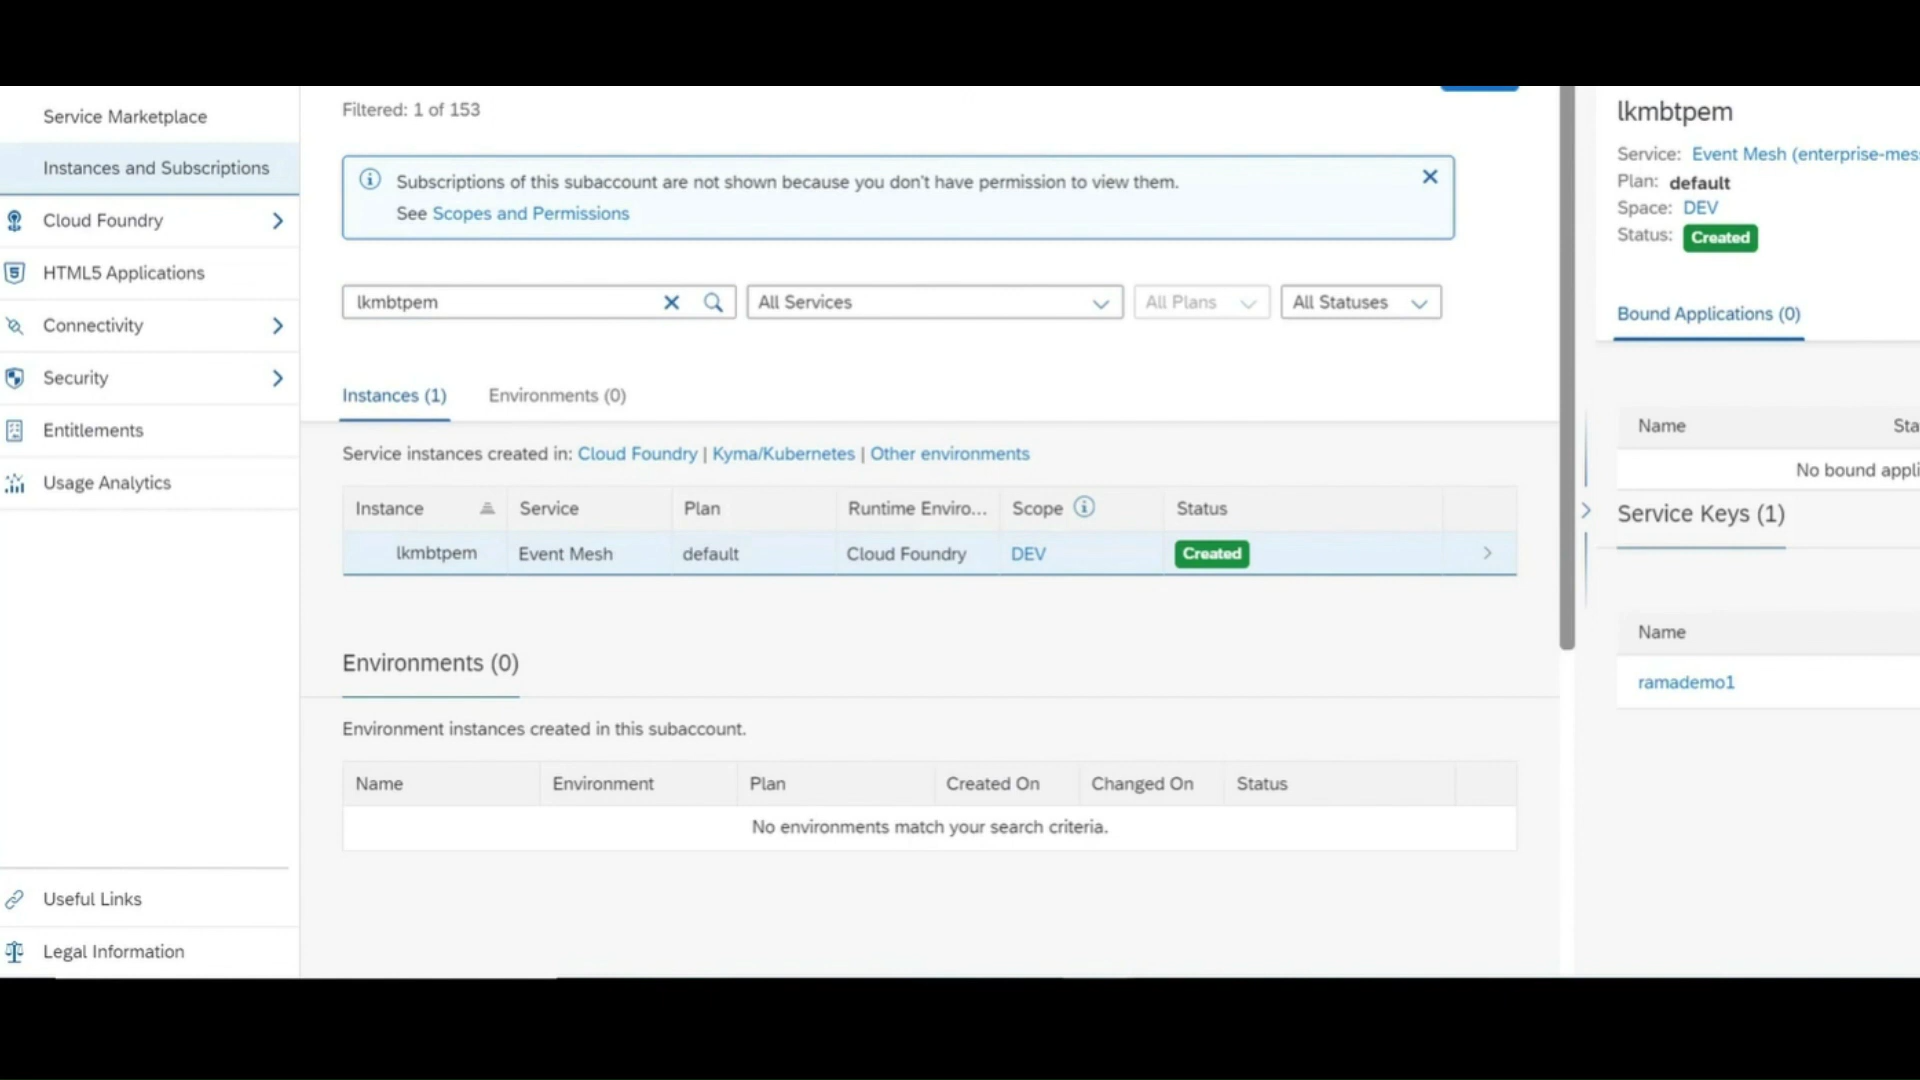 Service Marketplace
Instances and Subscriptions
Cloud Foundry
HTML5 Applications
Connectivity
Security
Entitlements
Usage Analytics
Useful Links
Legal Information
Filtered: 1 of 153
Subscriptions of this subaccount are not shown because you don't have permission to view them.
See Scopes and Permissions
lkmbtpem All Services All Plans All Statuses
Instances (1) Environments (0)
Service instances created in: Cloud Foundry | Kyma/Kubernetes | Other environments
Instance Service Plan Runtime Enviro... Scope Status
lkmbtpem Event Mesh default Cloud Foundry DEV Created
Environments (0)
Environment instances created in this subaccount.
Name Environment Plan Created On Changed On Status
No environments match your search criteria.
lkmbtpem
Service: Event Mesh (enterprise-mes
Plan: default
Space: DEV
Status: Created
Bound Applications (0)
Name Sta
No bound appli
Service Keys (1)
Name
ramademo1